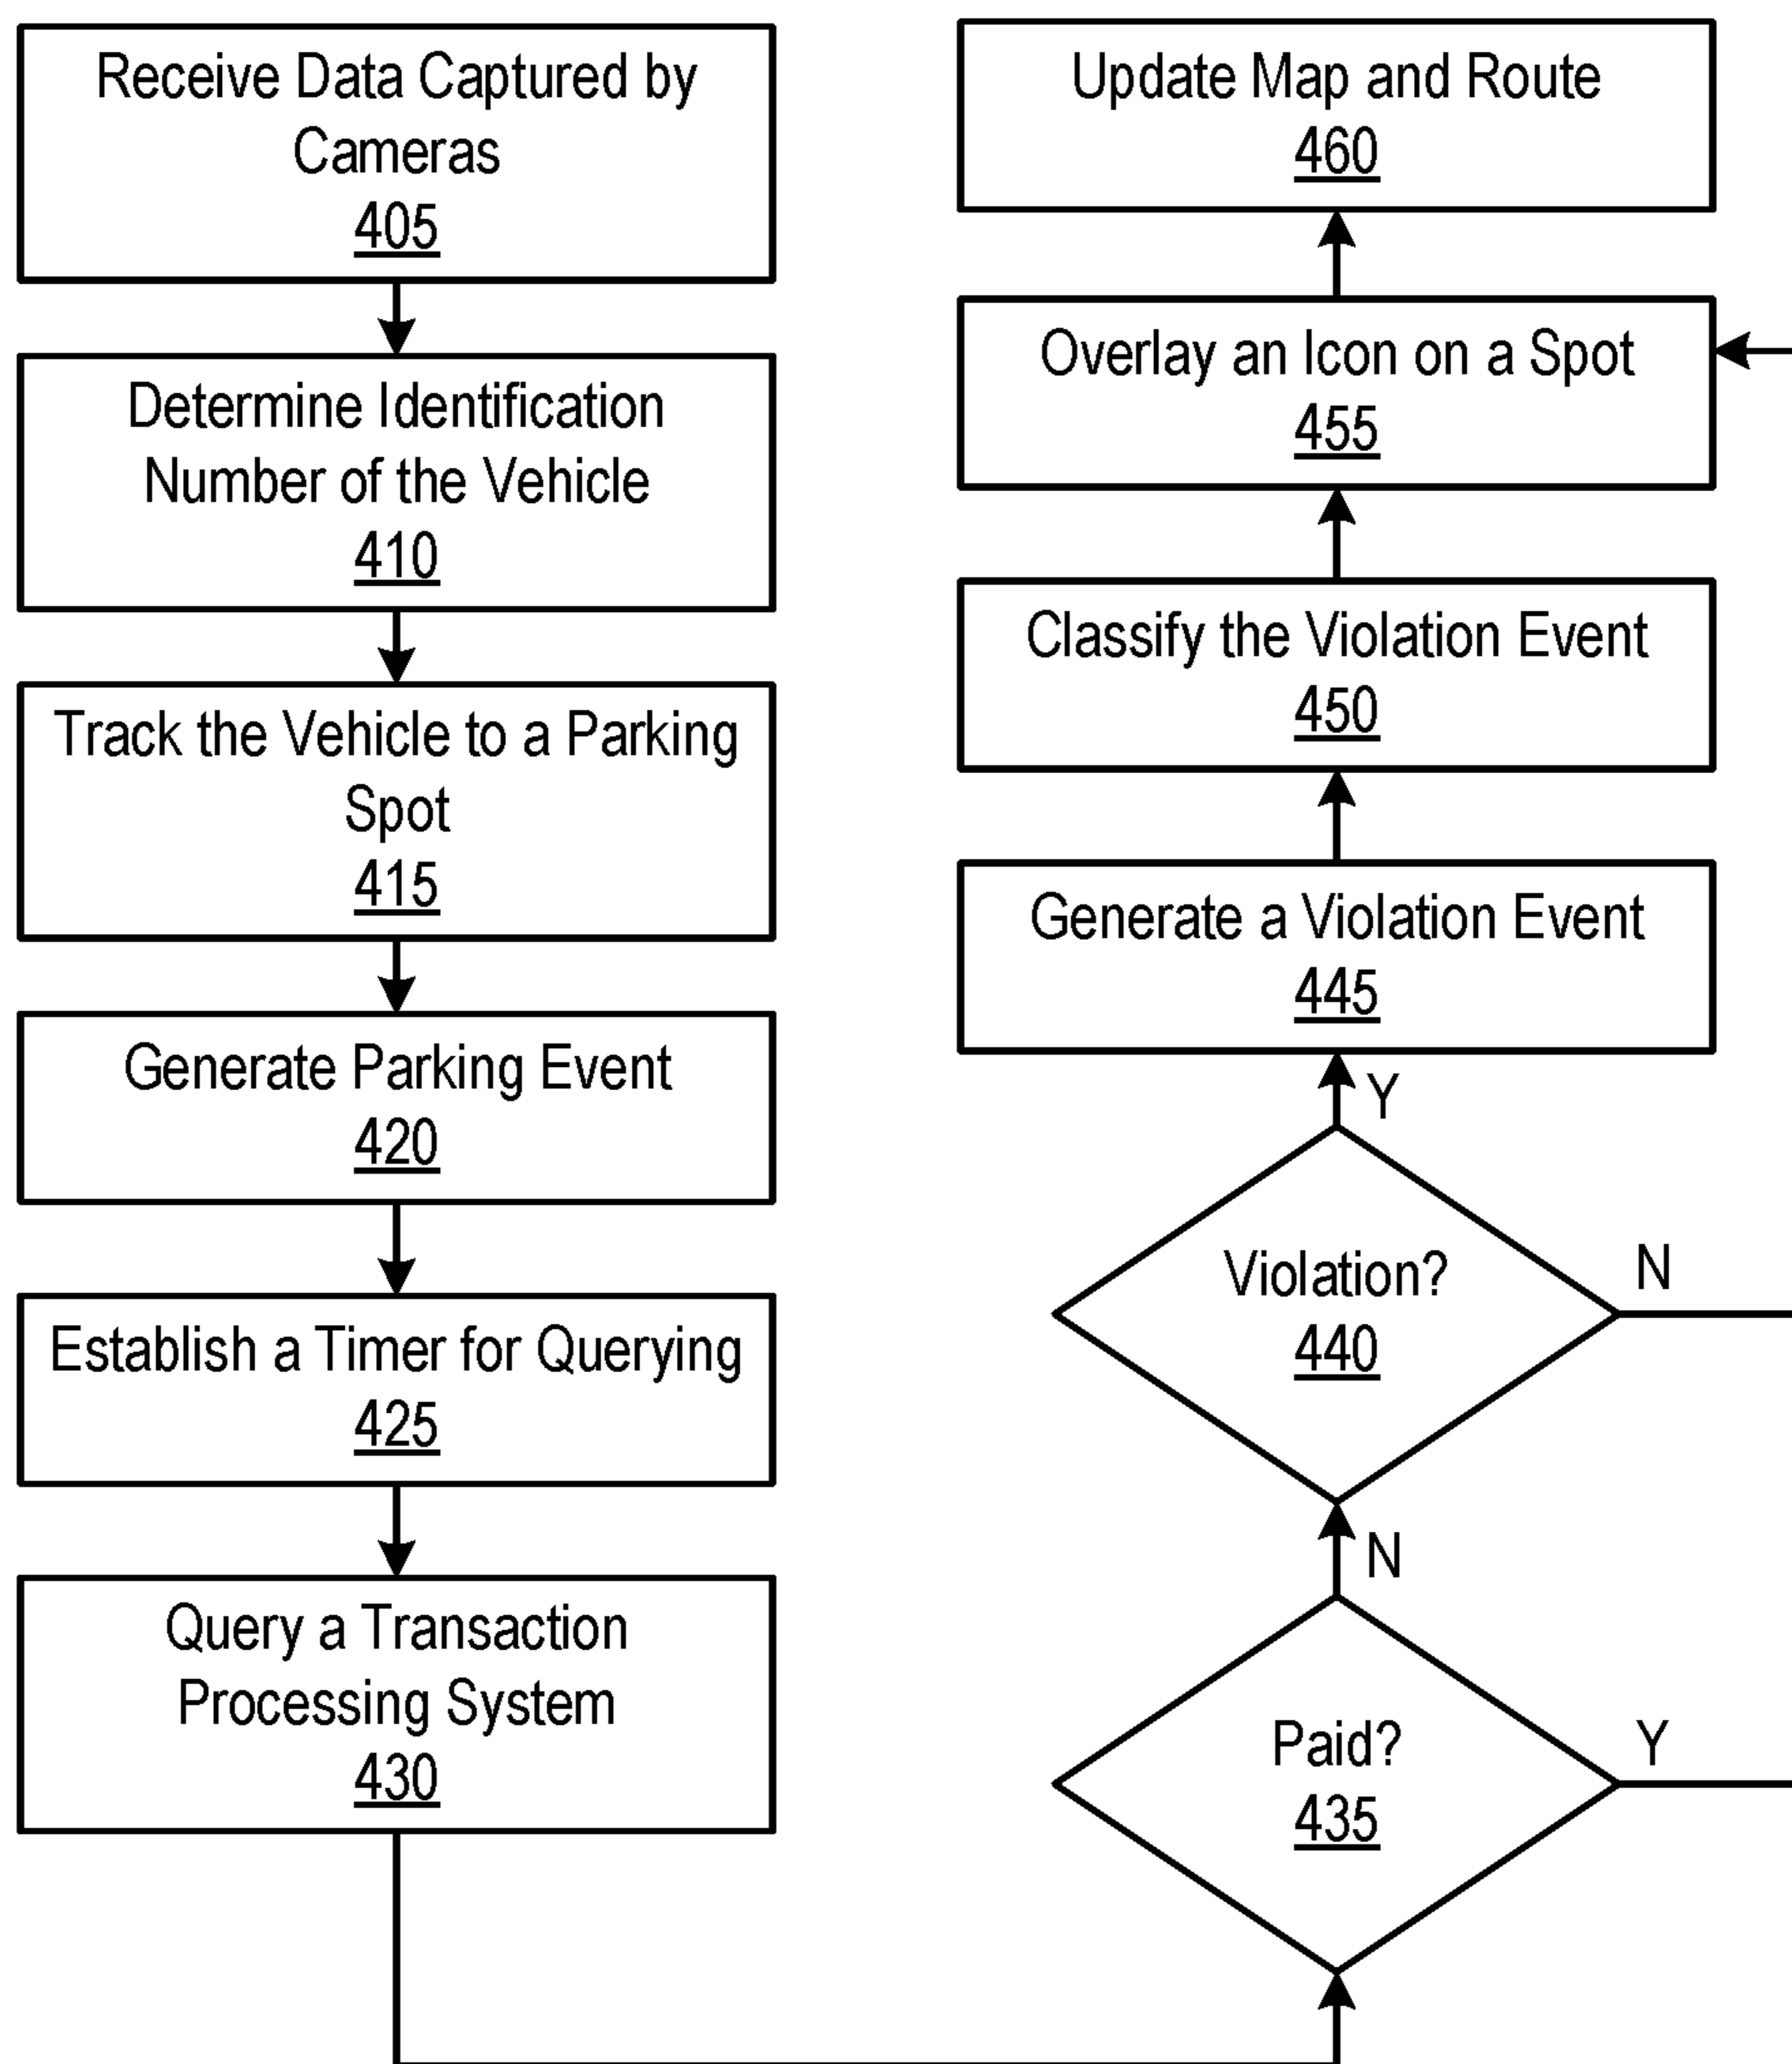 Receive Data Captured by
Cameras
405
Determine Identification
Number of the Vehicle
410
Track the Vehicle to a Parking
Spot
415
Generate Parking Event
420
Establish a Timer for Querying
425
Query a Transaction
Processing System
430
Update Map and Route
460
Overlay an Icon on a Spot
455
Classify the Violation Event
450
Generate a Violation Event
445
Y
Violation?
440
N
N
Paid?
435
Y